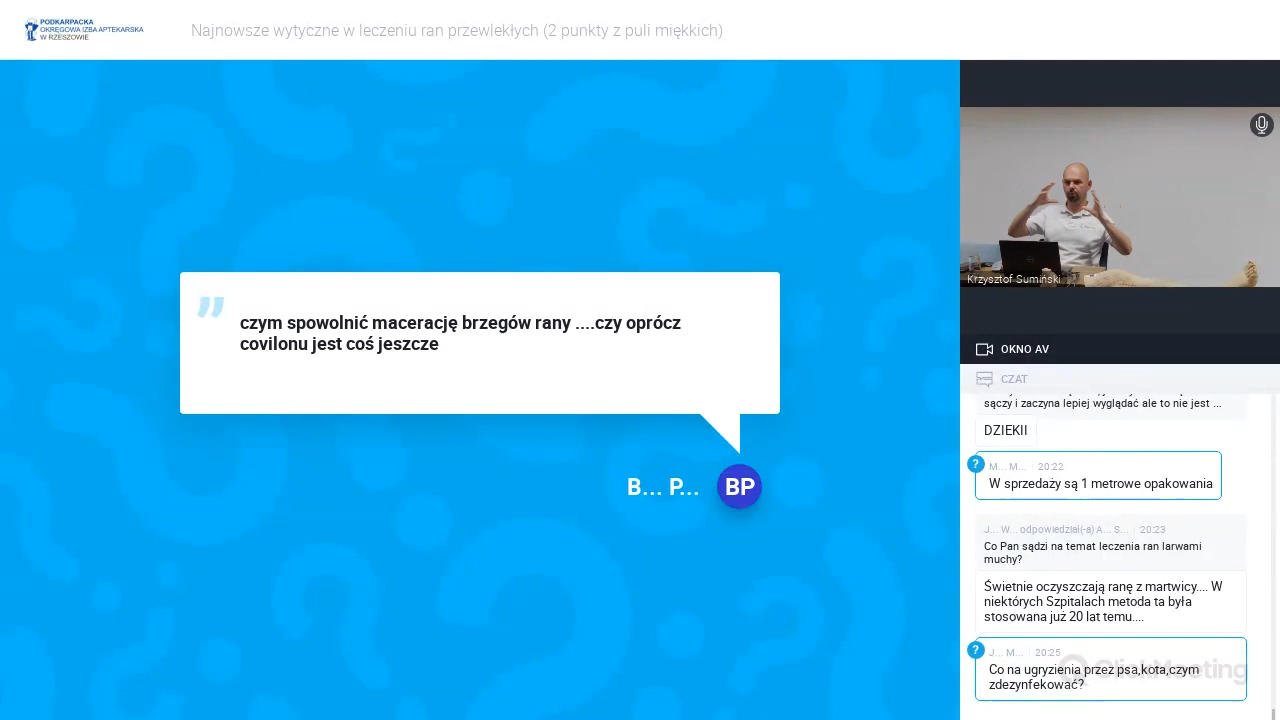 PODKARPACKA
OKRĘGOWA IZBA APTEKARSKA
W RZESZOWIE
Najnowsze wytyczne w leczeniu ran przewlekłych (2 punkty z puli miękkich)
czym spowolnić macerację brzegów rany ....czy oprócz
covilonu jest coś jeszcze
B... P...
BP
Krzysztof Sumiński
OKNO AV
CZAT
sączy i zaczyna lepiej wyglądać ale to nie jest ...
DZIEKII
?
M... M... 20:22
W sprzedaży są 1 metrowe opakowania
J... W... odpowiedział(-a) A... S... 20:23
Co Pan sądzi na temat leczenia ran larwami
muchy?
Świetnie oczyszczają ranę z martwicy.... W
niektórych Szpitalach metoda ta była
stosowana już 20 lat temu....
?
J... M... 20:25
Co na ugryzienia przez psa,kota,czym
zdezynfekować?
ClickMeeting